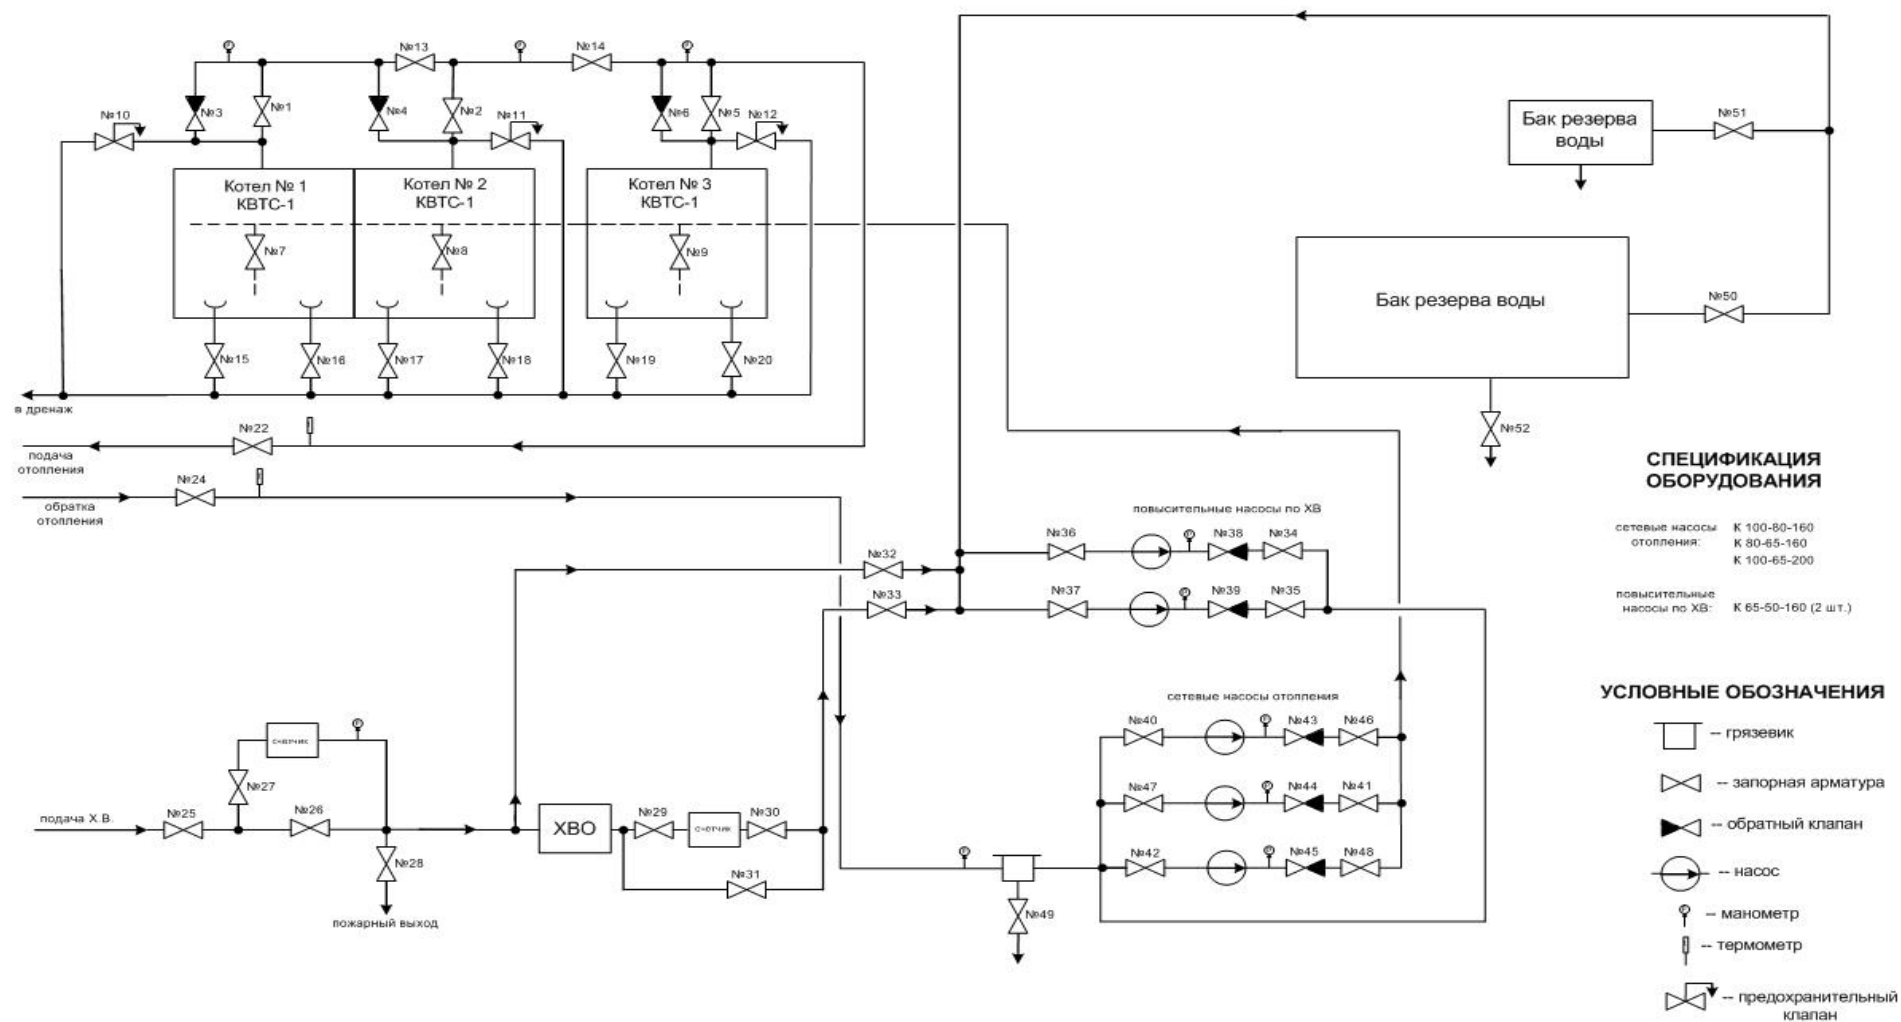 №13
№14
№10
№3
№1
№4
№2
№11
№6
№5
№12
Котел № 1
КВТС-1
Котел № 2
КВТС-1
Котел № 3
КВТС-1
№7
№8
№9
№15
№16
№17
№18
№19
№20
в дренаж
№22
подача
отопления
№24
обратка
отопления
Бак резерва
воды
№51
Бак резерва воды
№50
№52
СПЕЦИФИКАЦИЯ
ОБОРУДОВАНИЯ
сетевые насосы К 100-80-160
отопления: К 80-65-160
К 100-65-200
повысительные
насосы по ХВ: К 65-50-160 (2 шт.)
повысительные насосы по ХВ
№36
№38
№34
№32
№37
№39
№35
№33
сетевые насосы отопления
№40
№43
№46
№47
№44
№41
№42
№45
№48
№49
счетчик
№27
подача Х.В.
№25
№26
№28
пожарный выход
ХВО
№29
счетчик
№30
№31
УСЛОВНЫЕ ОБОЗНАЧЕНИЯ
-- грязевик
-- запорная арматура
-- обратный клапан
-- насос
-- манометр
-- термометр
-- предохранительный
клапан